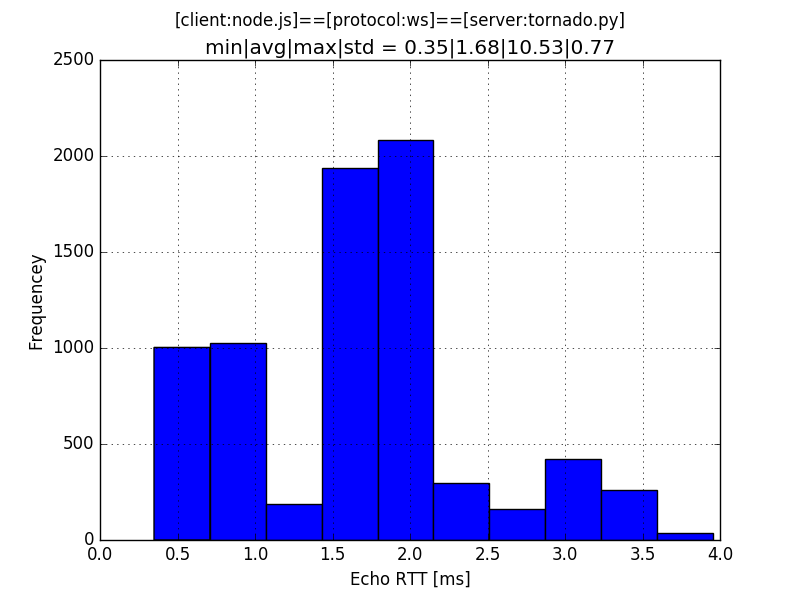 [client:node.js]==[protocol:ws]==[server:tornado.py]
min|avg|max|std = 0.35|1.68|10.53|0.77
2500
2000
1500
1000
500
0
Frequencey
0.0 0.5 1.0 1.5 2.0 2.5 3.0 3.5 4.0
Echo RTT [ms]